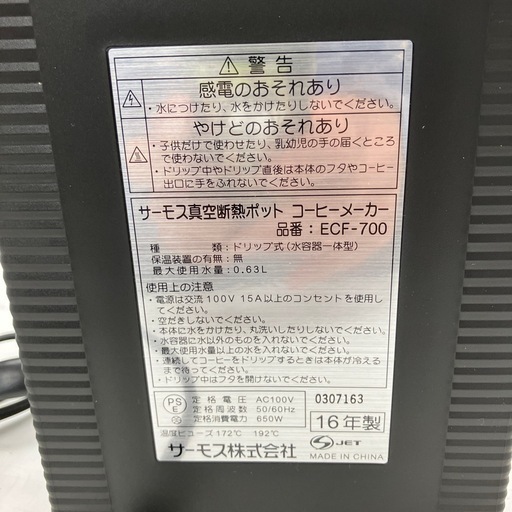 警告
感電のおそれあり
・水につけたり、水をかけたりしないでください。
やけどのおそれあり
・子供だけで使わせたり、乳幼児の手の届くところ
で使わないでください。
・ドリップ中やドリップ直後は本体のフタやコーヒー
出口に手をふれないでください。
サーモス真空断熱ポット コーヒーメーカー
品番：ECF-700
種類：ドリップ式(水容器一体型)
保温装置の有無：無
最大使用水量：0.63L
使用上の注意
・電源は交流100V 15A以上のコンセントを使用し
てください。
・空だきしないでください。
・本体に水をかけたり、丸洗いしたりしないでください。
・水容器に水以外のものを入れないでください。
・最大使用水量以上の水を入れないでください。
・連続してコーヒーをドリップするときは本体が冷える
まで待ってください。
・ドリップ中はフタを開けないでください。
PS E
定格電圧 AC100V
定格周波数 50/60Hz
定格消費電力 650W
0307163
16年製
温度ヒューズ172℃ 192℃
サーモス株式会社
S JET
MADE IN CHINA